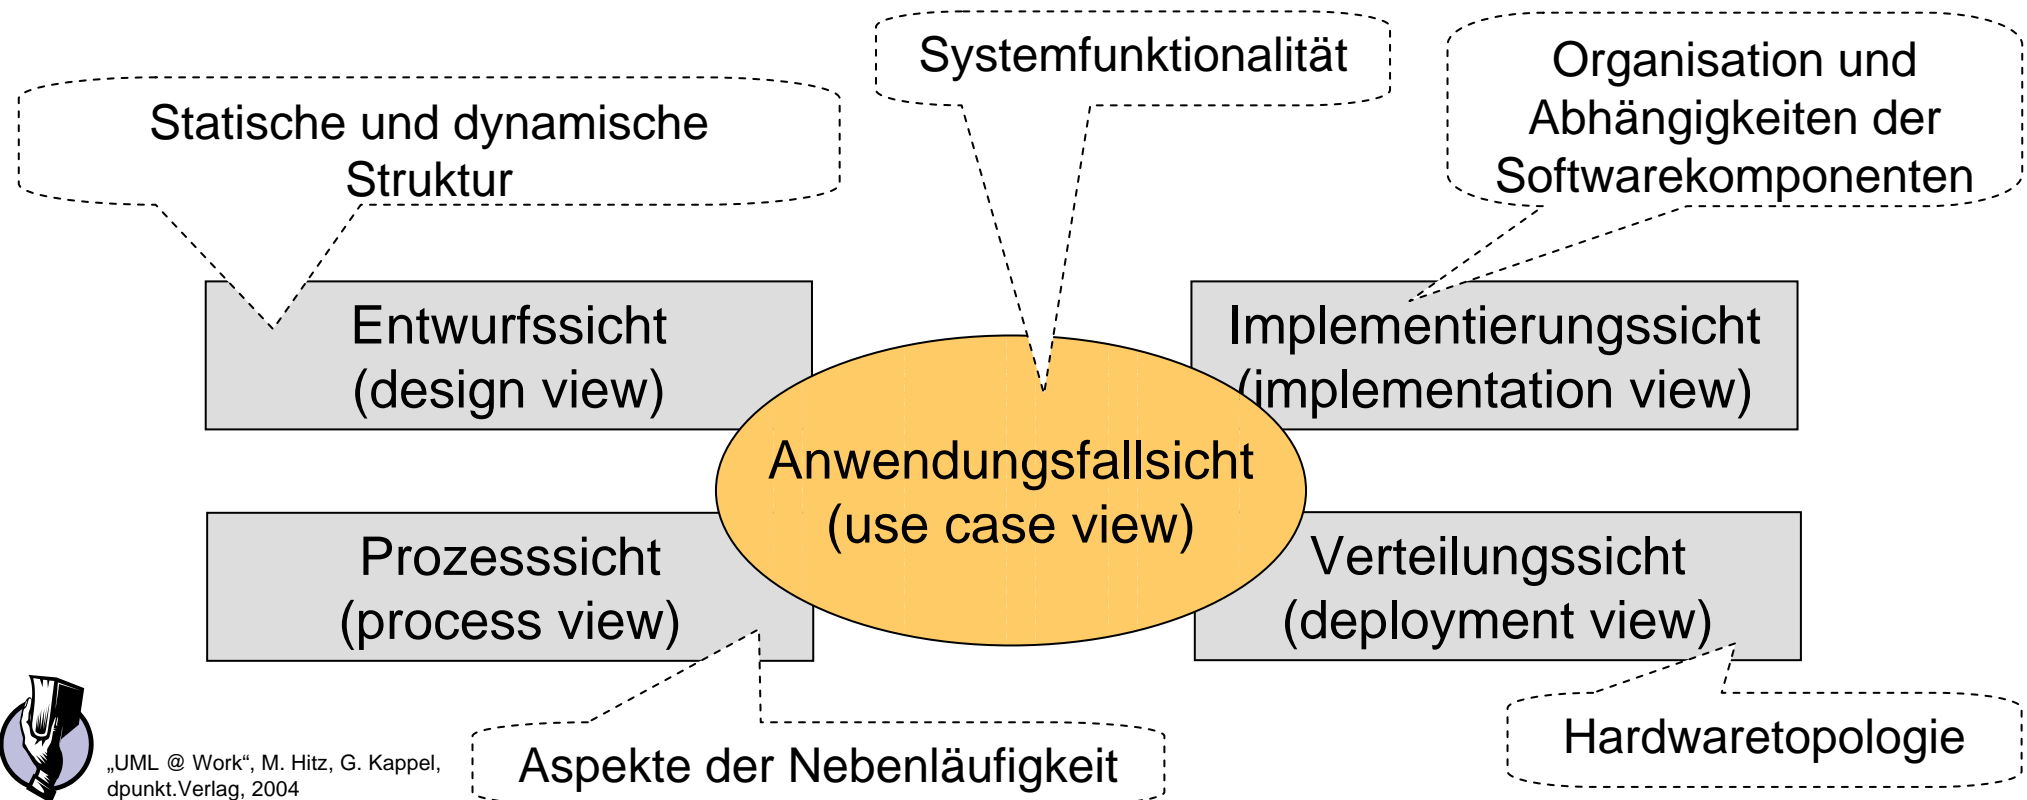 Systemfunktionalität
Organisation und
Abhängigkeiten der
Softwarekomponenten
Statische und dynamische
Struktur
Entwurfssicht
(design view)
Implementierungssicht
(implementation view)
Anwendungsfallsicht
(use case view)
Prozesssicht
(process view)
Verteilungssicht
(deployment view)
Aspekte der Nebenläufigkeit
Hardwaretopologie
„UML @ Work“, M. Hitz, G. Kappel,
dpunkt.Verlag, 2004